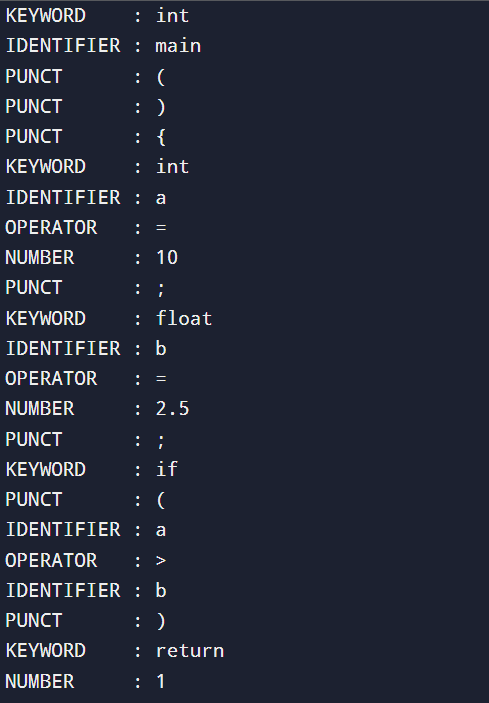 KEYWORD    : int
IDENTIFIER : main
PUNCT      : (
PUNCT      : )
PUNCT      : {
KEYWORD    : int
IDENTIFIER : a
OPERATOR   : =
NUMBER     : 10
PUNCT      : ;
KEYWORD    : float
IDENTIFIER : b
OPERATOR   : =
NUMBER     : 2.5
PUNCT      : ;
KEYWORD    : if
PUNCT      : (
IDENTIFIER : a
OPERATOR   : >
IDENTIFIER : b
PUNCT      : )
KEYWORD    : return
NUMBER     : 1